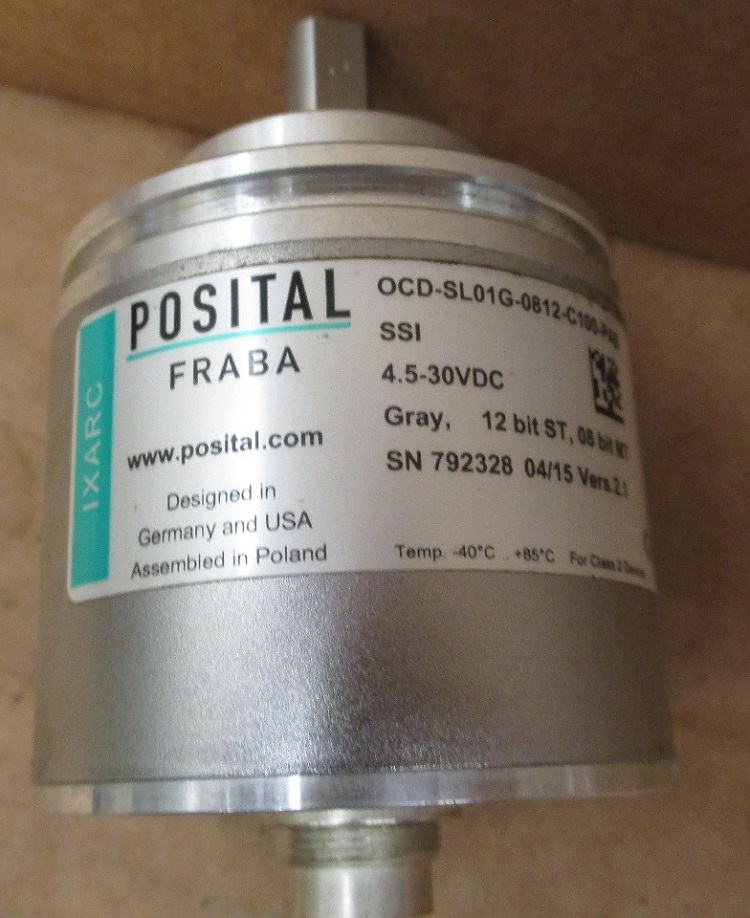 IXARC
POSITAL
FRABA
www.posital.com
Designed in
Germany and USA
Assembled in Poland
OCD-SL01G-0812-C100-PAB
SSI
4.5-30VDC
Gray, 12 bit ST, 08 bit MT
SN 792328 04/15 Vers.2.1
Temp. -40°C .. +85°C For Class 2 Devices